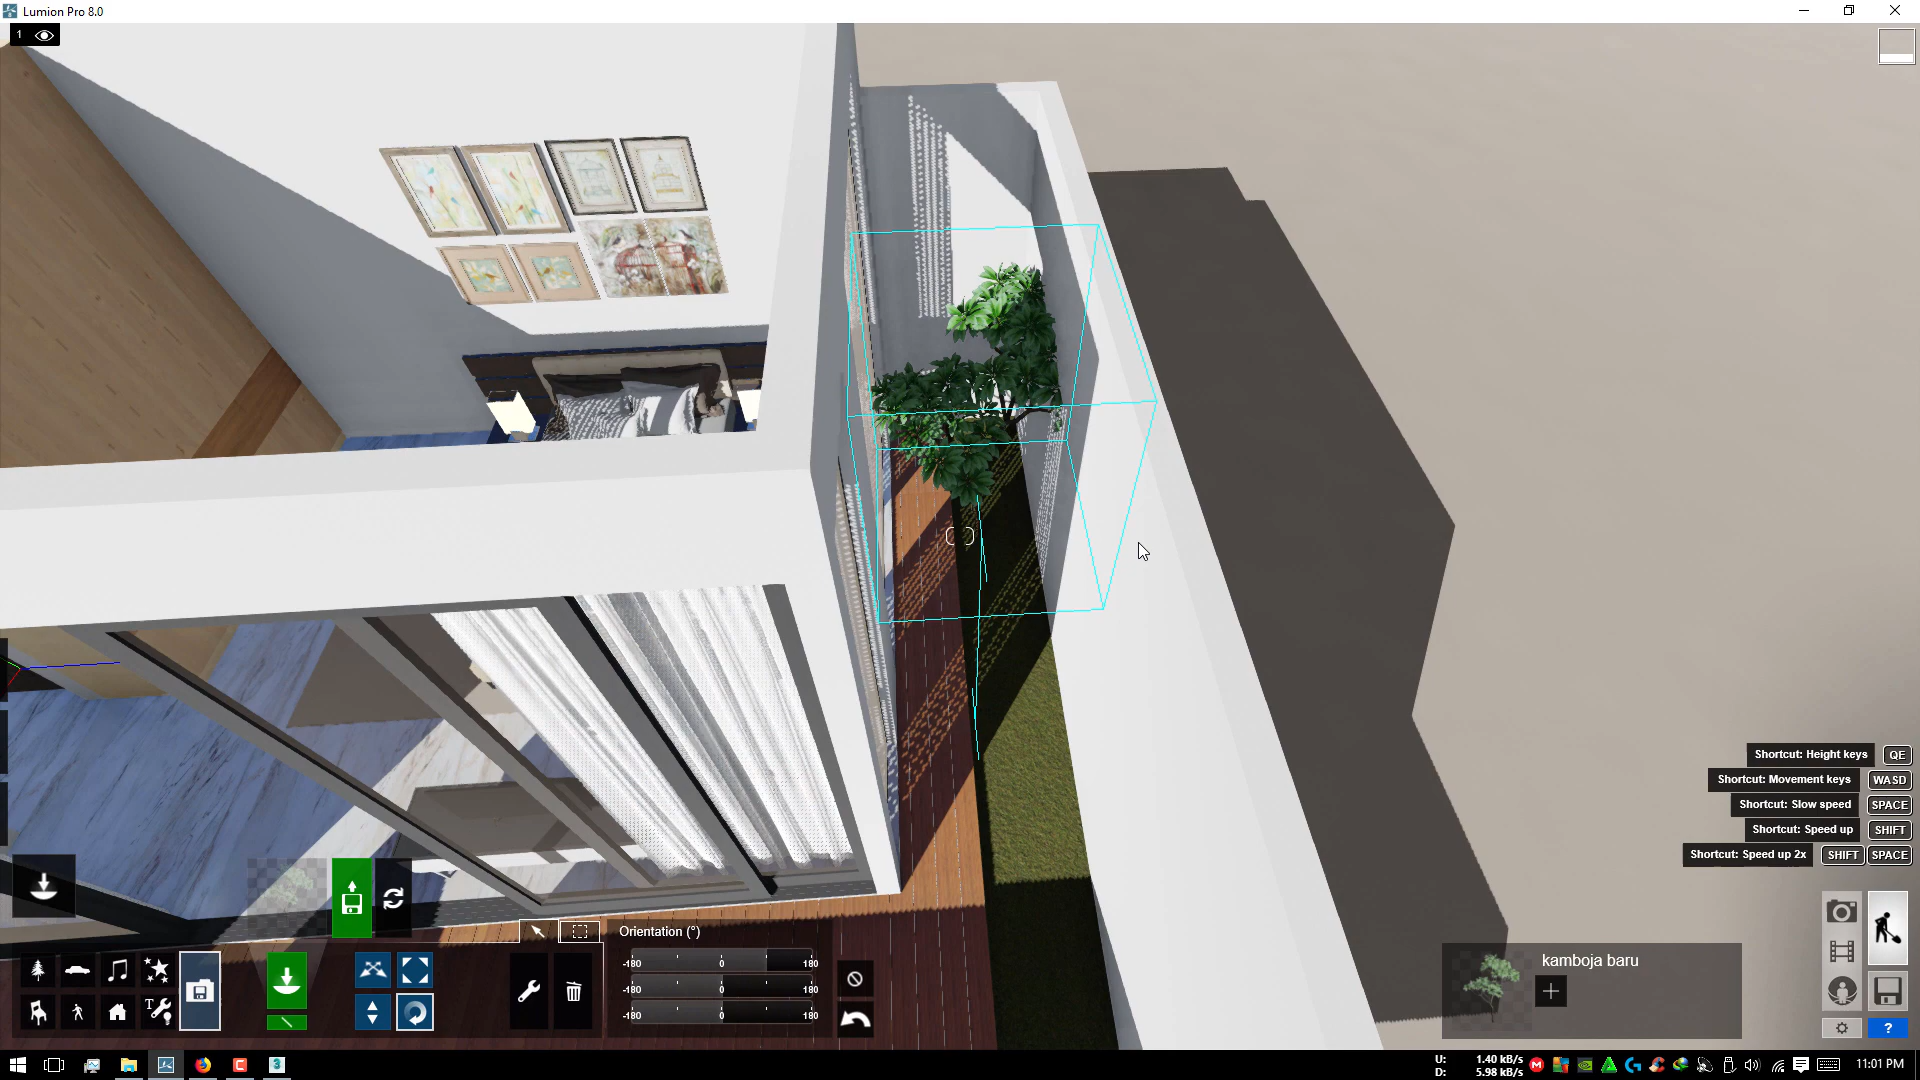 Lumion Pro 8.0
1
Shortcut: Height keys QE
Shortcut: Movement keys WASD
Shortcut: Slow speed SPACE
Shortcut: Speed up SHIFT
Shortcut: Speed up 2x SHIFT SPACE
Orientation (°)
-180 0 180
-180 0 180
-180 0 180
kamboja baru
?
U: 1.40 kB/s
D: 5.98 kB/s
11:01 PM